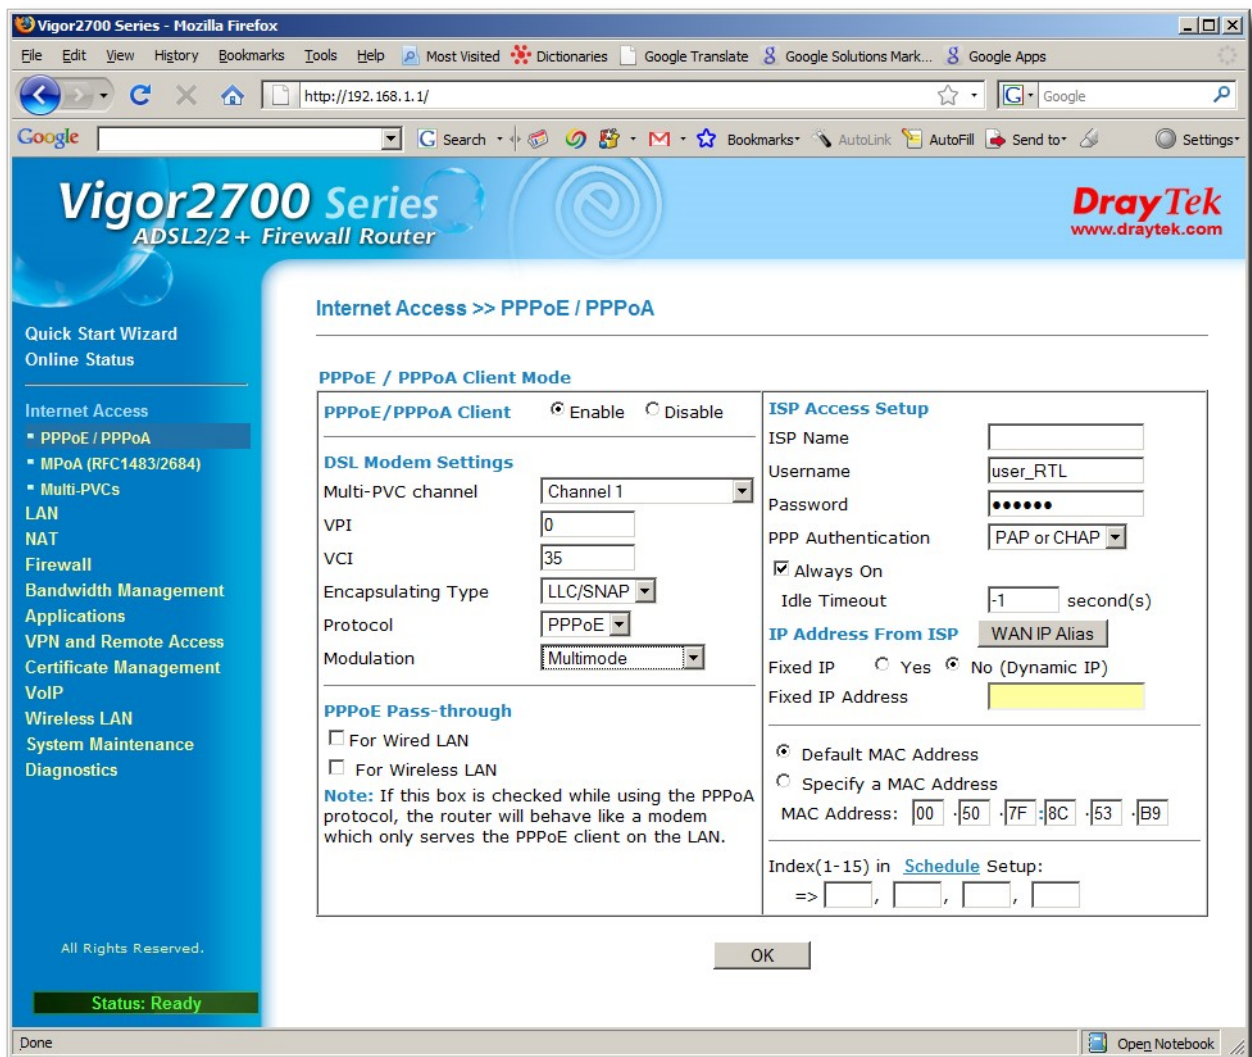 Vigor2700 Series - Mozilla Firefox
File Edit View History Bookmarks Tools Help Most Visited Dictionaries Google Translate Google Solutions Mark... Google Apps
http://192.168.1.1/ G Google
Google G Search Bookmarks AutoLink AutoFill Send to Settings
Vigor2700 Series
ADSL2/2+ Firewall Router
DrayTek
www.draytek.com
Quick Start Wizard
Online Status
Internet Access
PPPoE / PPPoA
MPoA (RFC1483/2684)
Multi-PVCs
LAN
NAT
Firewall
Bandwidth Management
Applications
VPN and Remote Access
Certificate Management
VoIP
Wireless LAN
System Maintenance
Diagnostics
All Rights Reserved.
Status: Ready
Internet Access >> PPPoE / PPPoA
PPPoE / PPPoA Client Mode
PPPoE/PPPoA Client Enable Disable
DSL Modem Settings
Multi-PVC channel Channel 1
VPI 0
VCI 35
Encapsulating Type LLC/SNAP
Protocol PPPoE
Modulation Multimode
PPPoE Pass-through
For Wired LAN
For Wireless LAN
Note: If this box is checked while using the PPPoA
protocol, the router will behave like a modem
which only serves the PPPoE client on the LAN.
ISP Access Setup
ISP Name
Username user_RTL
Password ●●●●●●
PPP Authentication PAP or CHAP
Always On
Idle Timeout -1 second(s)
IP Address From ISP WAN IP Alias
Fixed IP Yes No (Dynamic IP)
Fixed IP Address
Default MAC Address
Specify a MAC Address
MAC Address: 00 ·50 ·7F :8C ·53 ·B9
Index(1-15) in Schedule Setup:
=> , , ,
OK
Done Open Notebook